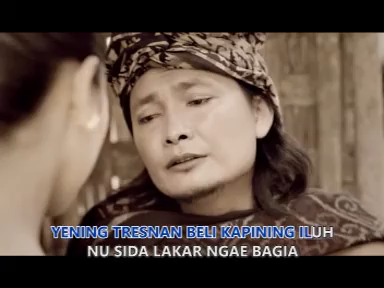 YENING TRESNAN BELI KAPINING ILUH
NU SIDA LAKAR NGAE BAGIA